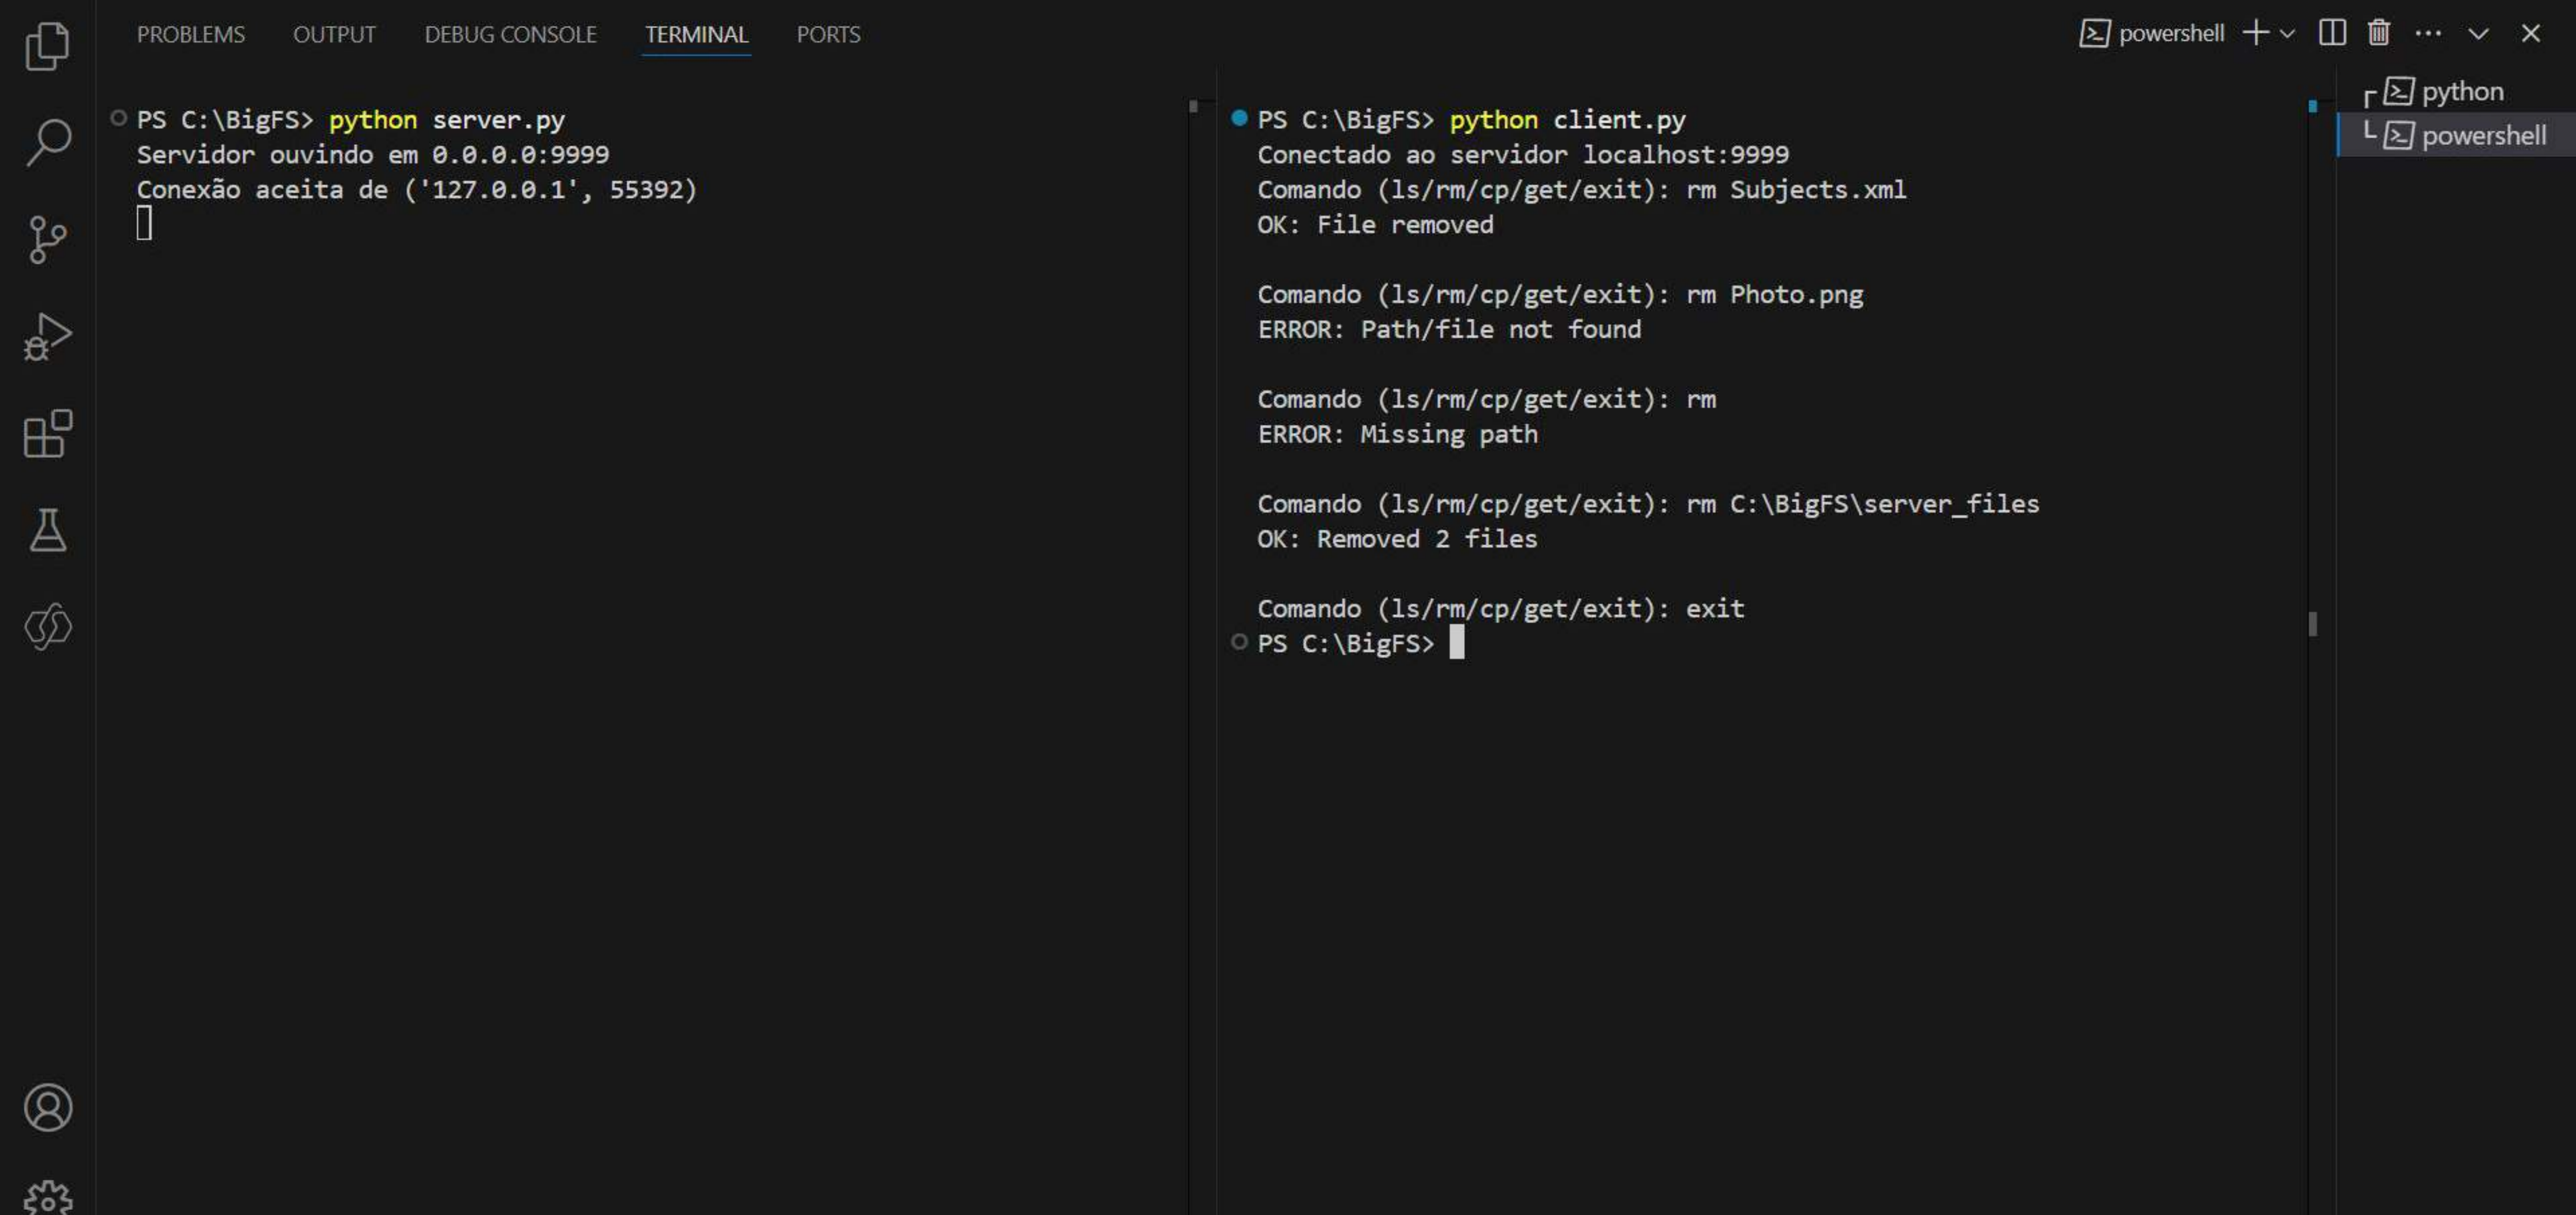 PROBLEMS OUTPUT DEBUG CONSOLE TERMINAL PORTS
powershell
PS C:\BigFS> python server.py
Servidor ouvindo em 0.0.0.0:9999
Conexão aceita de ('127.0.0.1', 55392)
PS C:\BigFS> python client.py
Conectado ao servidor localhost:9999
Comando (ls/rm/cp/get/exit): rm Subjects.xml
OK: File removed
Comando (ls/rm/cp/get/exit): rm Photo.png
ERROR: Path/file not found
Comando (ls/rm/cp/get/exit): rm
ERROR: Missing path
Comando (ls/rm/cp/get/exit): rm C:\BigFS\server_files
OK: Removed 2 files
Comando (ls/rm/cp/get/exit): exit
PS C:\BigFS>
python
powershell